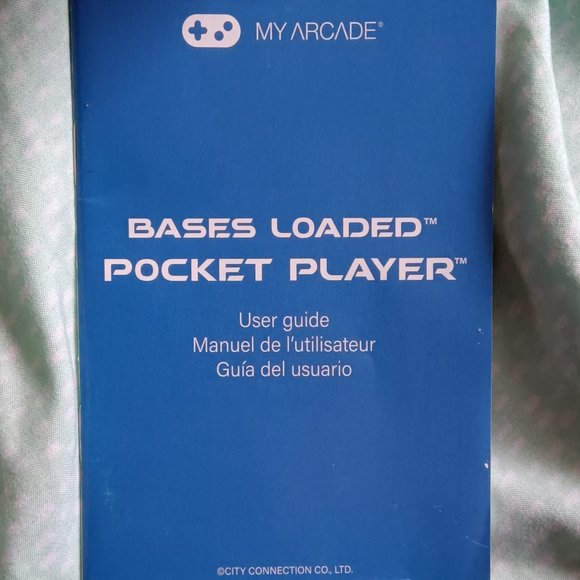 MY ARCADE®
BASES LOADED™
POCKET PLAYER™
User guide
Manuel de l'utilisateur
Guía del usuario
©CITY CONNECTION CO., LTD.